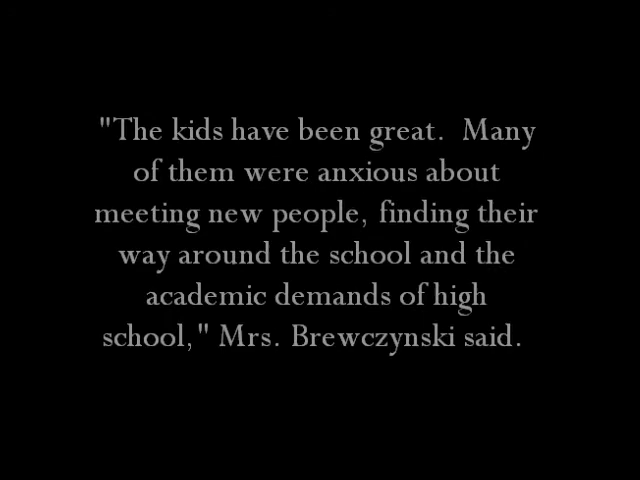 "The kids have been great.  Many
of them were anxious about
meeting new people, finding their
way around the school and the
academic demands of high
school," Mrs. Brewczynski said.